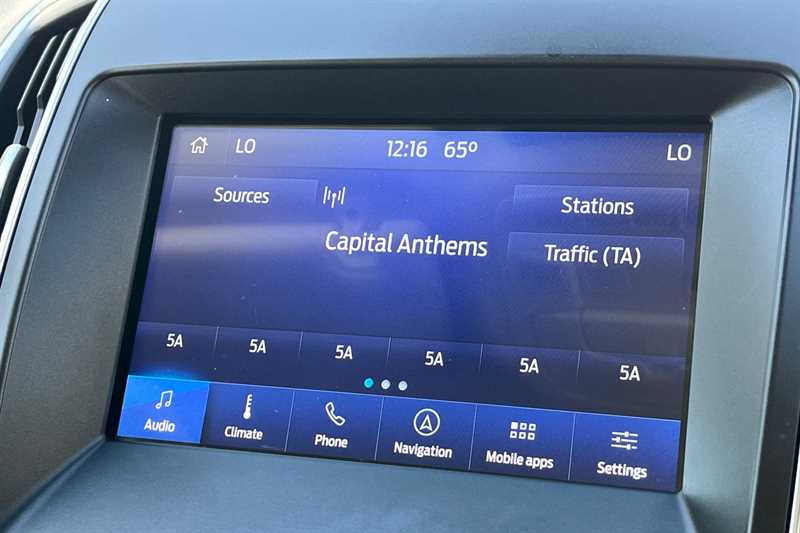 LO 12:16 65° LO
Sources
Stations
Capital Anthems
Traffic (TA)
5A 5A 5A 5A 5A 5A
Audio Climate Phone Navigation Mobile apps Settings